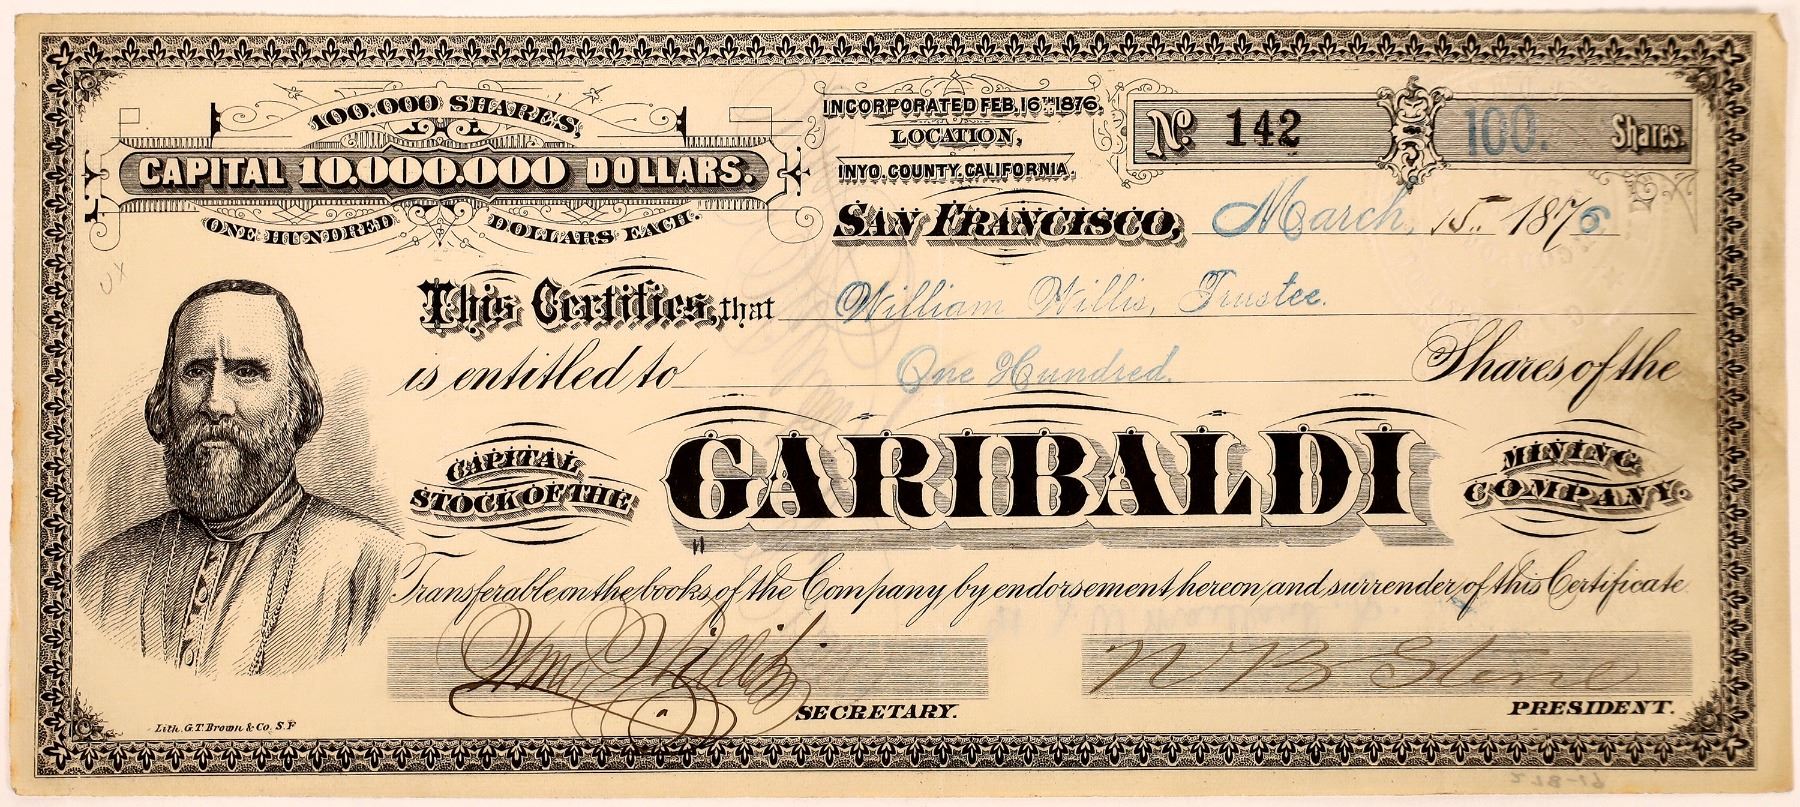 100.000 SHARES,
CAPITAL 10.000.000 DOLLARS.
ONE HUNDRED DOLLARS EACH.
INCORPORATED FEB. 16TH 1876.
LOCATION,
INYO. COUNTY. CALIFORNIA.
No. 142 100. Shares.
SAN FRANCISCO, March, 15.. 1876
This Certifies, that William Willis, Trustee.
is entitled to One Hundred. Shares of the
CAPITAL
STOCK OF THE
GARIBALDI
MINING
COMPANY.
Transferable on the books of the Company by endorsement hereon and surrender of this Certificate
Wm Willis
SECRETARY.
W B Stone
PRESIDENT.
Lith. G.T. Brown & Co. S.F